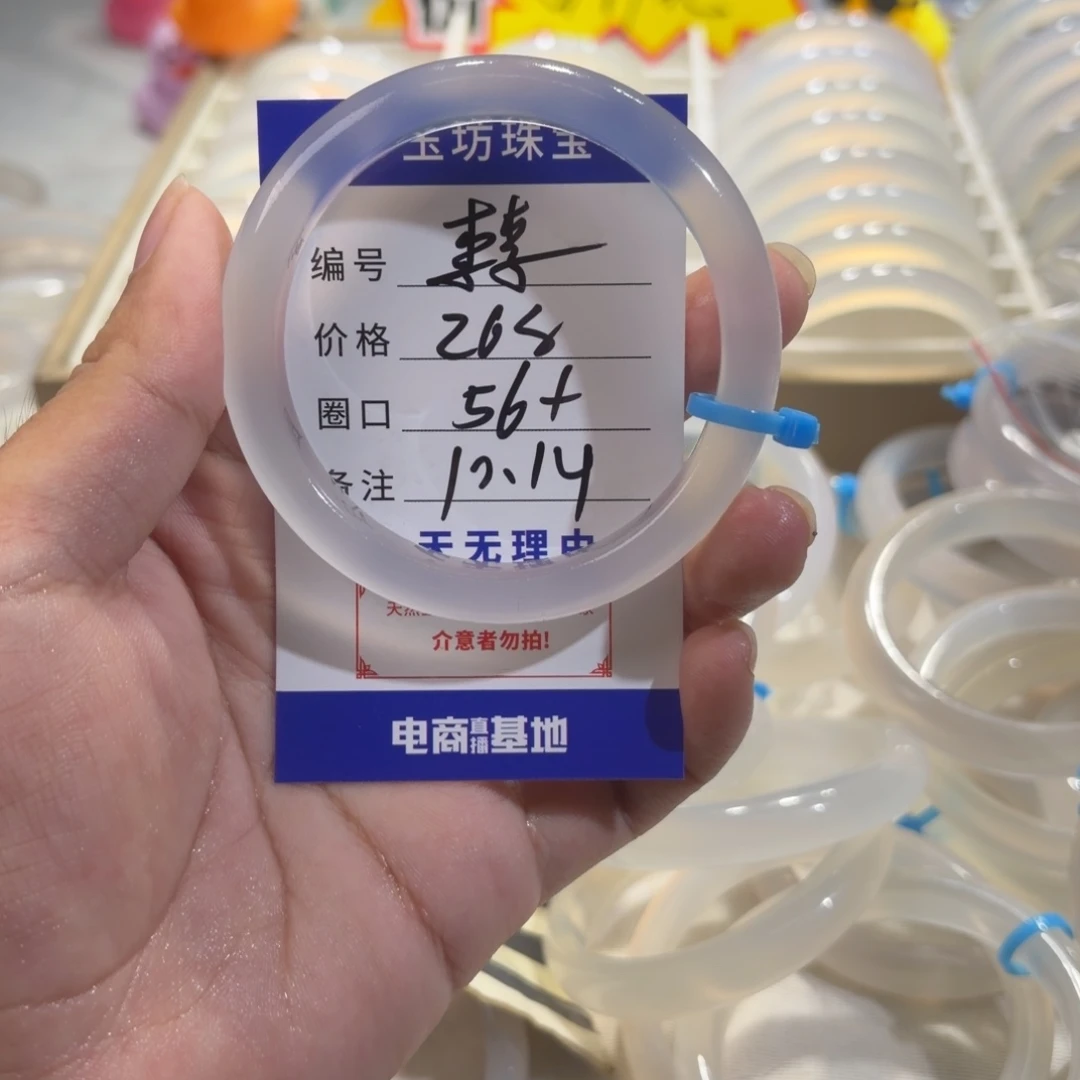 玉坊珠宝
编号
价格 268
圈口 56+
备注 12.14
天无理由
介意者勿拍!
电商直播基地